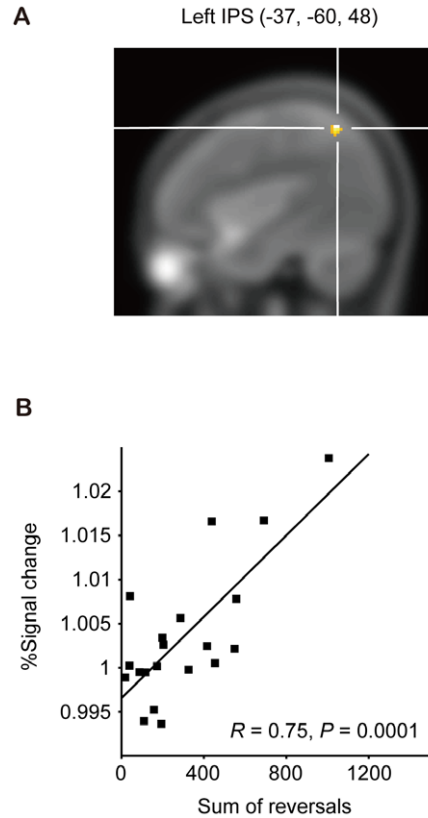 A
Left IPS (-37, -60, 48)
B
%Signal change
1.02
1.015
1.01
1.005
1
0.995
R = 0.75, P = 0.0001
0 400 800 1200
Sum of reversals